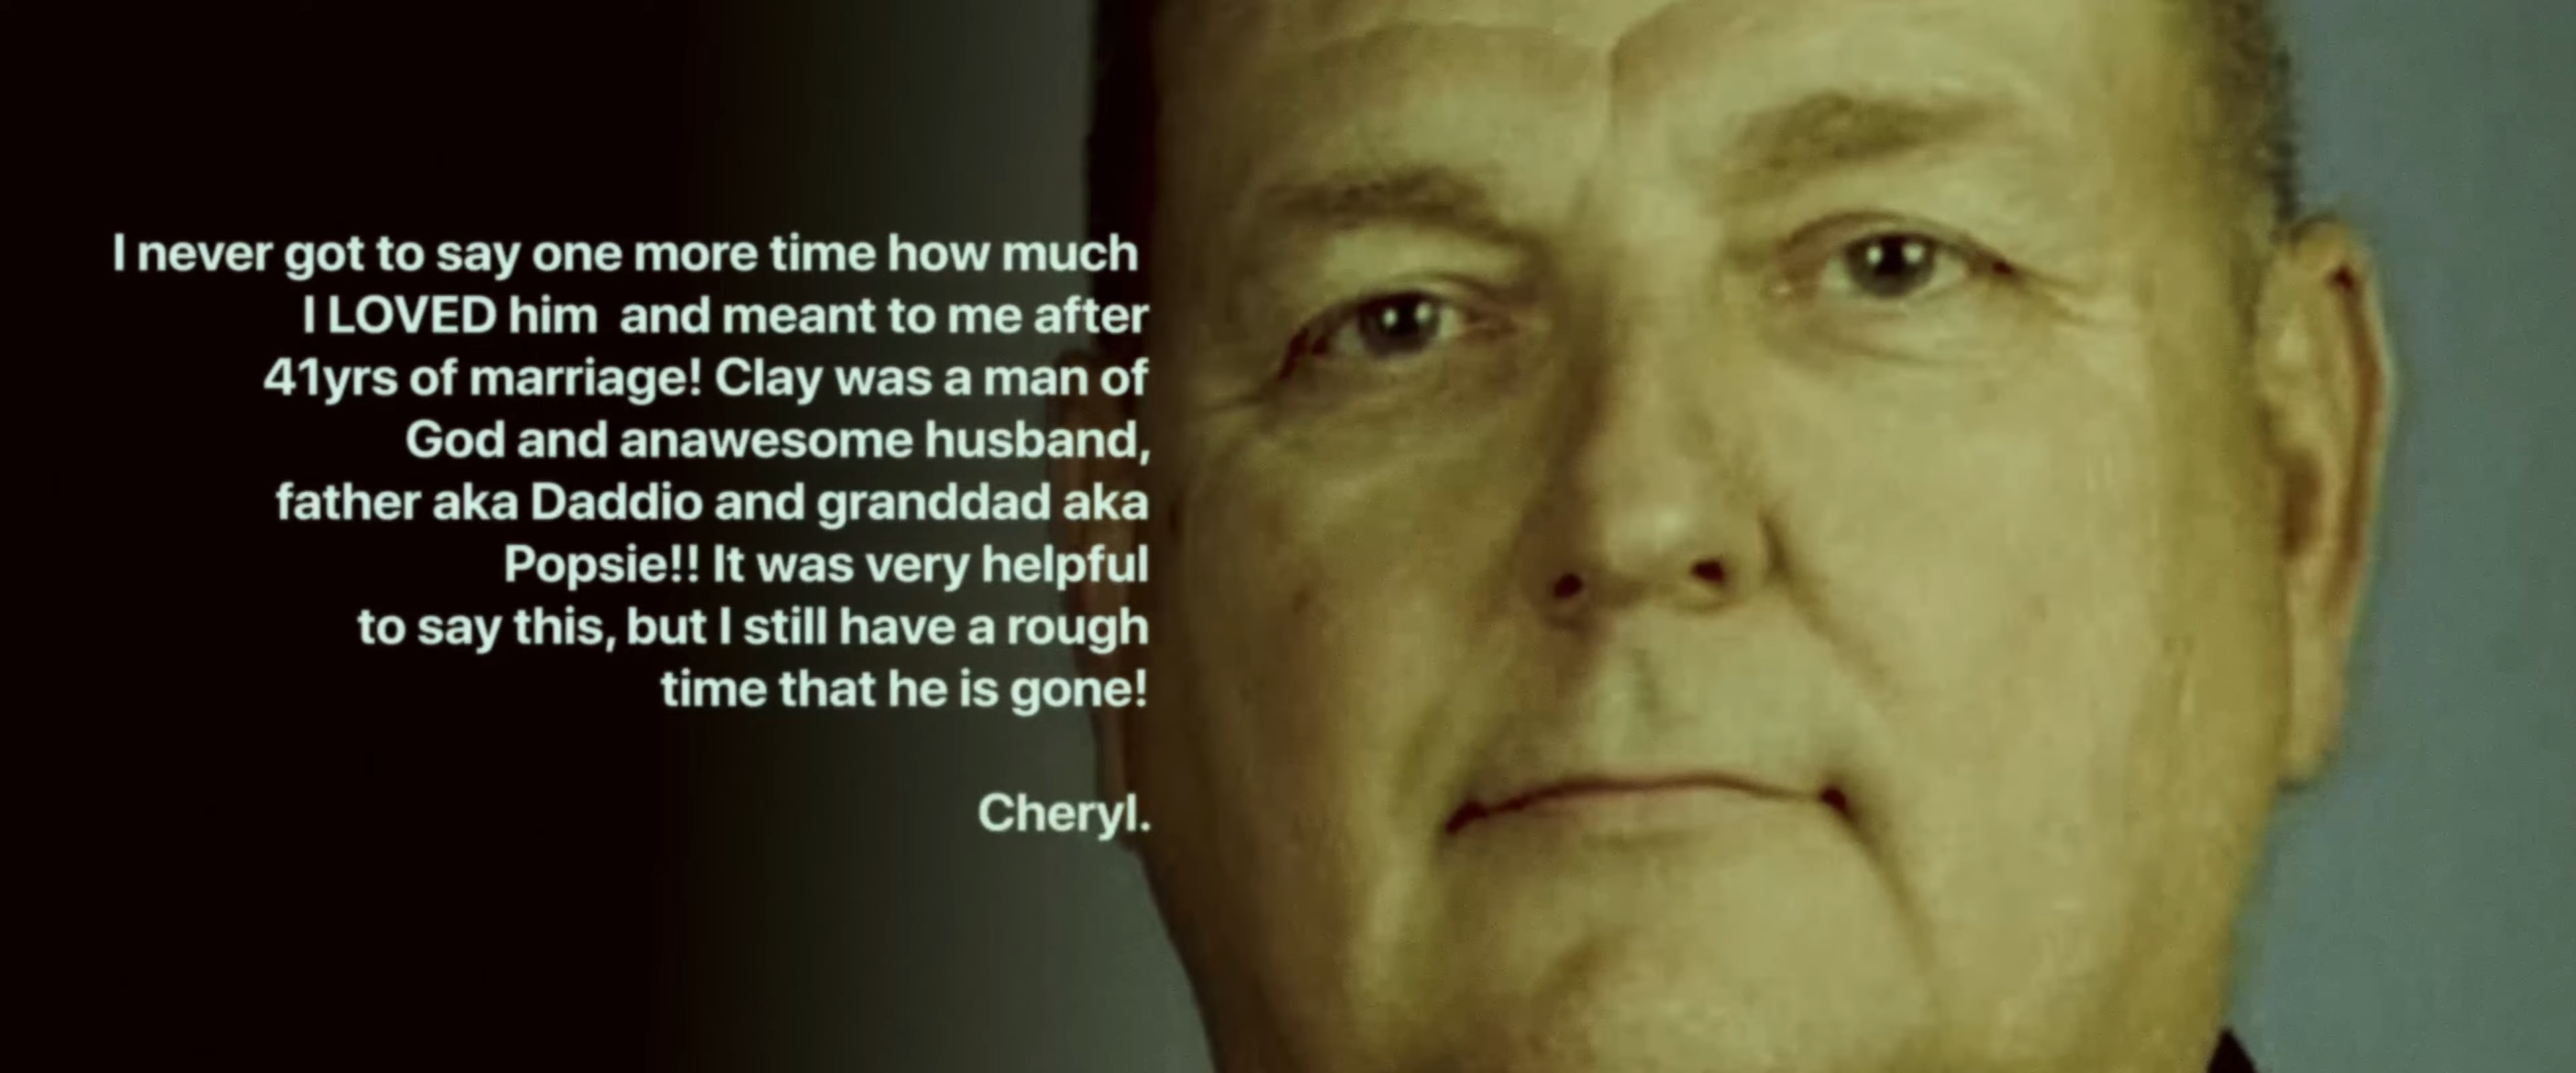 I never got to say one more time how much
I LOVED him  and meant to me after
41yrs of marriage! Clay was a man of
God and anawesome husband,
father aka Daddio and granddad aka
Popsie!! It was very helpful
to say this, but I still have a rough
time that he is gone!
Cheryl.